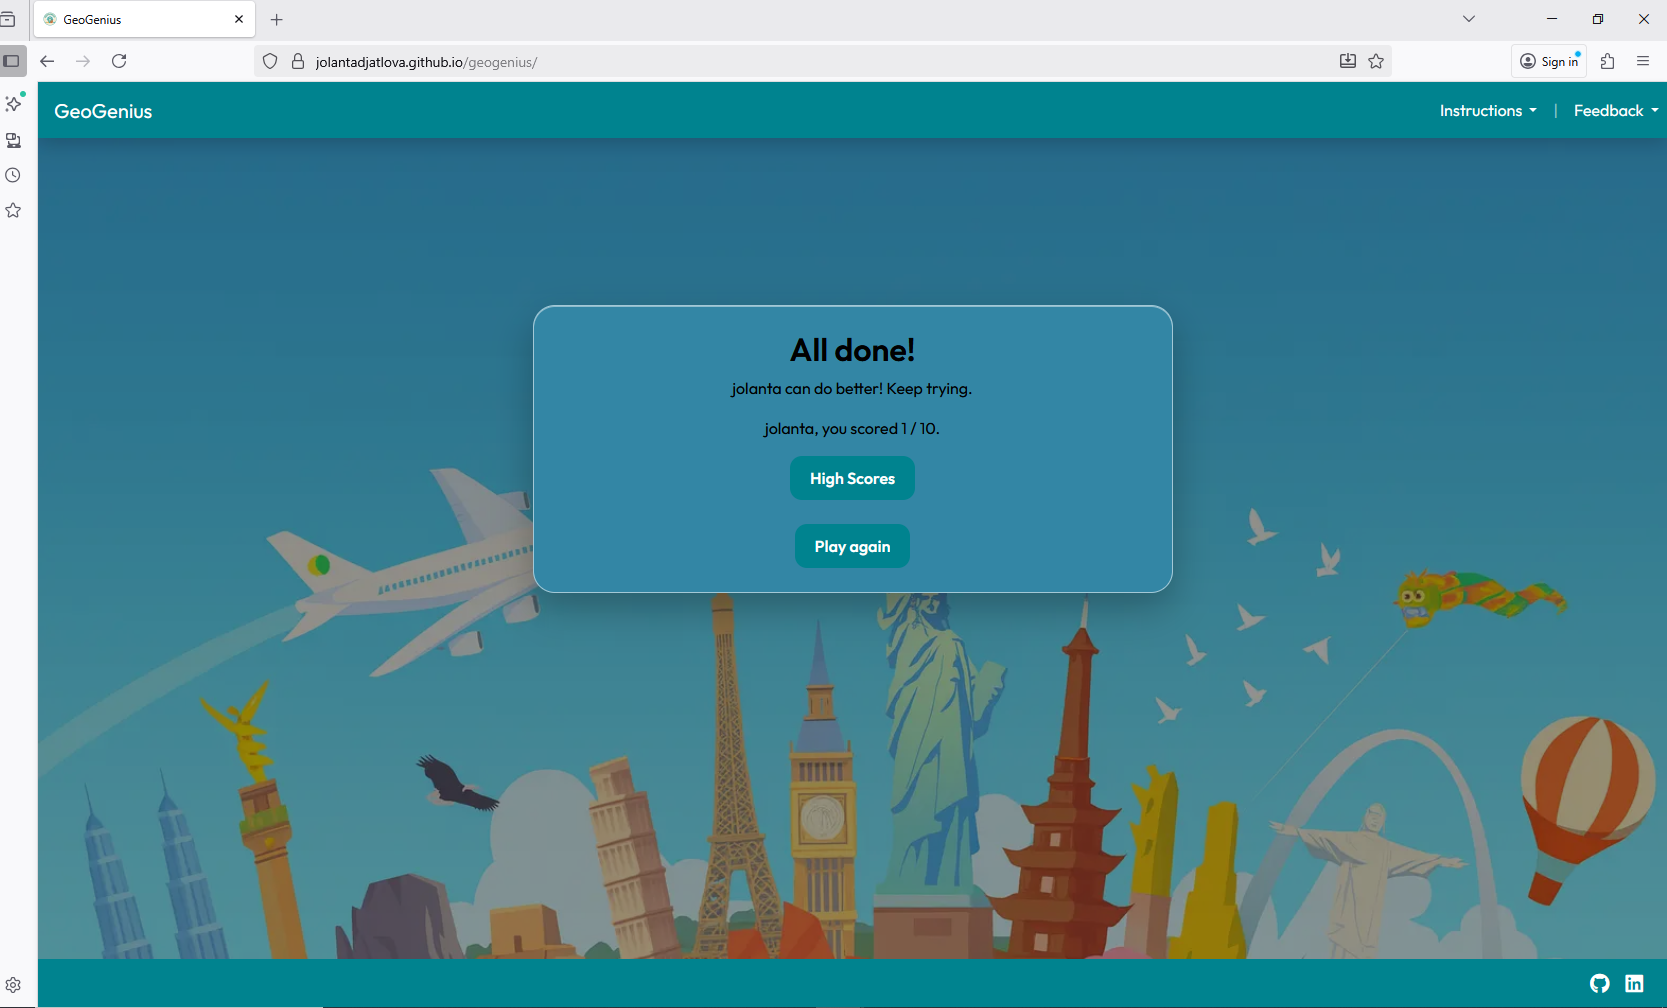 GeoGenius
Sign in
jolantadjatlova.github.io/geogenius/
GeoGenius
Instructions
|
Feedback
All done!
jolanta can do better! Keep trying.
jolanta, you scored 1 / 10.
High Scores
Play again